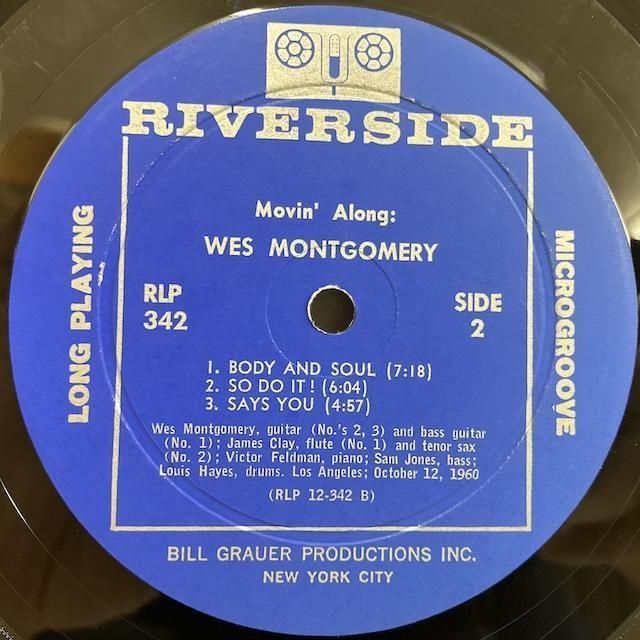 RIVERSIDE
Movin' Along:
WES MONTGOMERY
LONG PLAYING
MICROGROOVE
RLP
342
SIDE
2
1. BODY AND SOUL (7:18)
2. SO DO IT! (6:04)
3. SAYS YOU (4:57)
Wes Montgomery, guitar (No.'s 2, 3) and bass guitar
(No. 1); James Clay, flute (No. 1) and tenor sax
(No. 2); Victor Feldman, piano; Sam Jones, bass;
Louis Hayes, drums. Los Angeles; October 12, 1960
(RLP 12-342 B)
BILL GRAUER PRODUCTIONS INC.
NEW YORK CITY